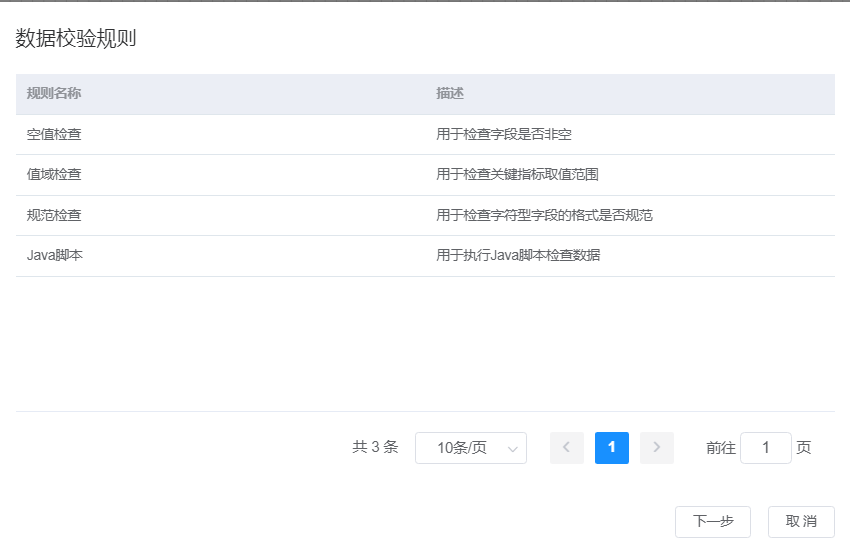 数据校验规则
规则名称 描述
空值检查 用于检查字段是否非空
值域检查 用于检查关键指标取值范围
规范检查 用于检查字符型字段的格式是否规范
Java脚本 用于执行Java脚本检查数据
共 3 条 10条/页 1 前往 1 页
下一步 取 消